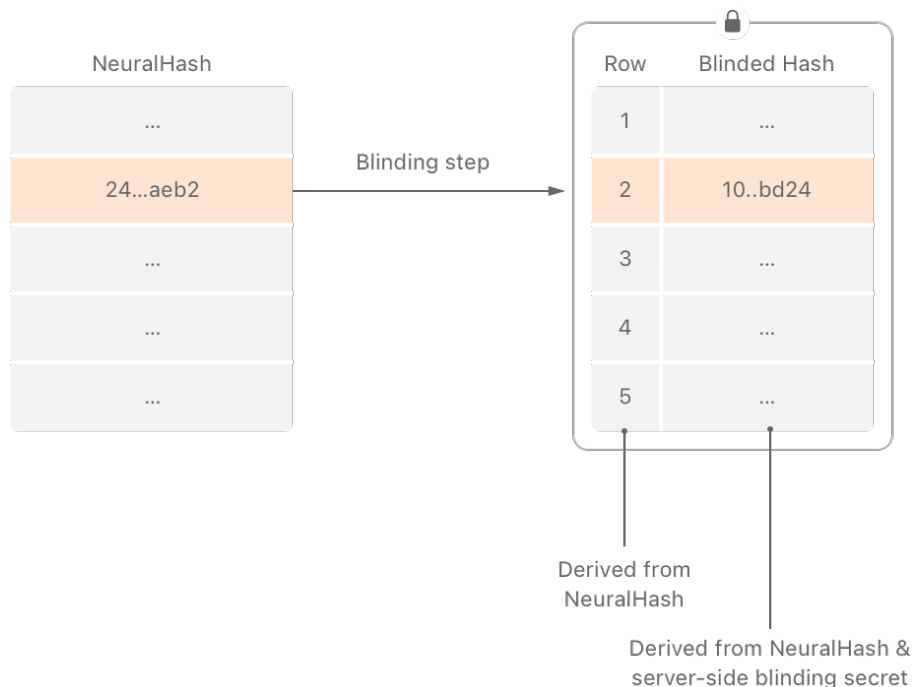 NeuralHash
...
24...aeb2
...
...
...
Blinding step
Row Blinded Hash
1 ...
2 10..bd24
3 ...
4 ...
5 ...
Derived from
NeuralHash
Derived from NeuralHash &
server-side blinding secret